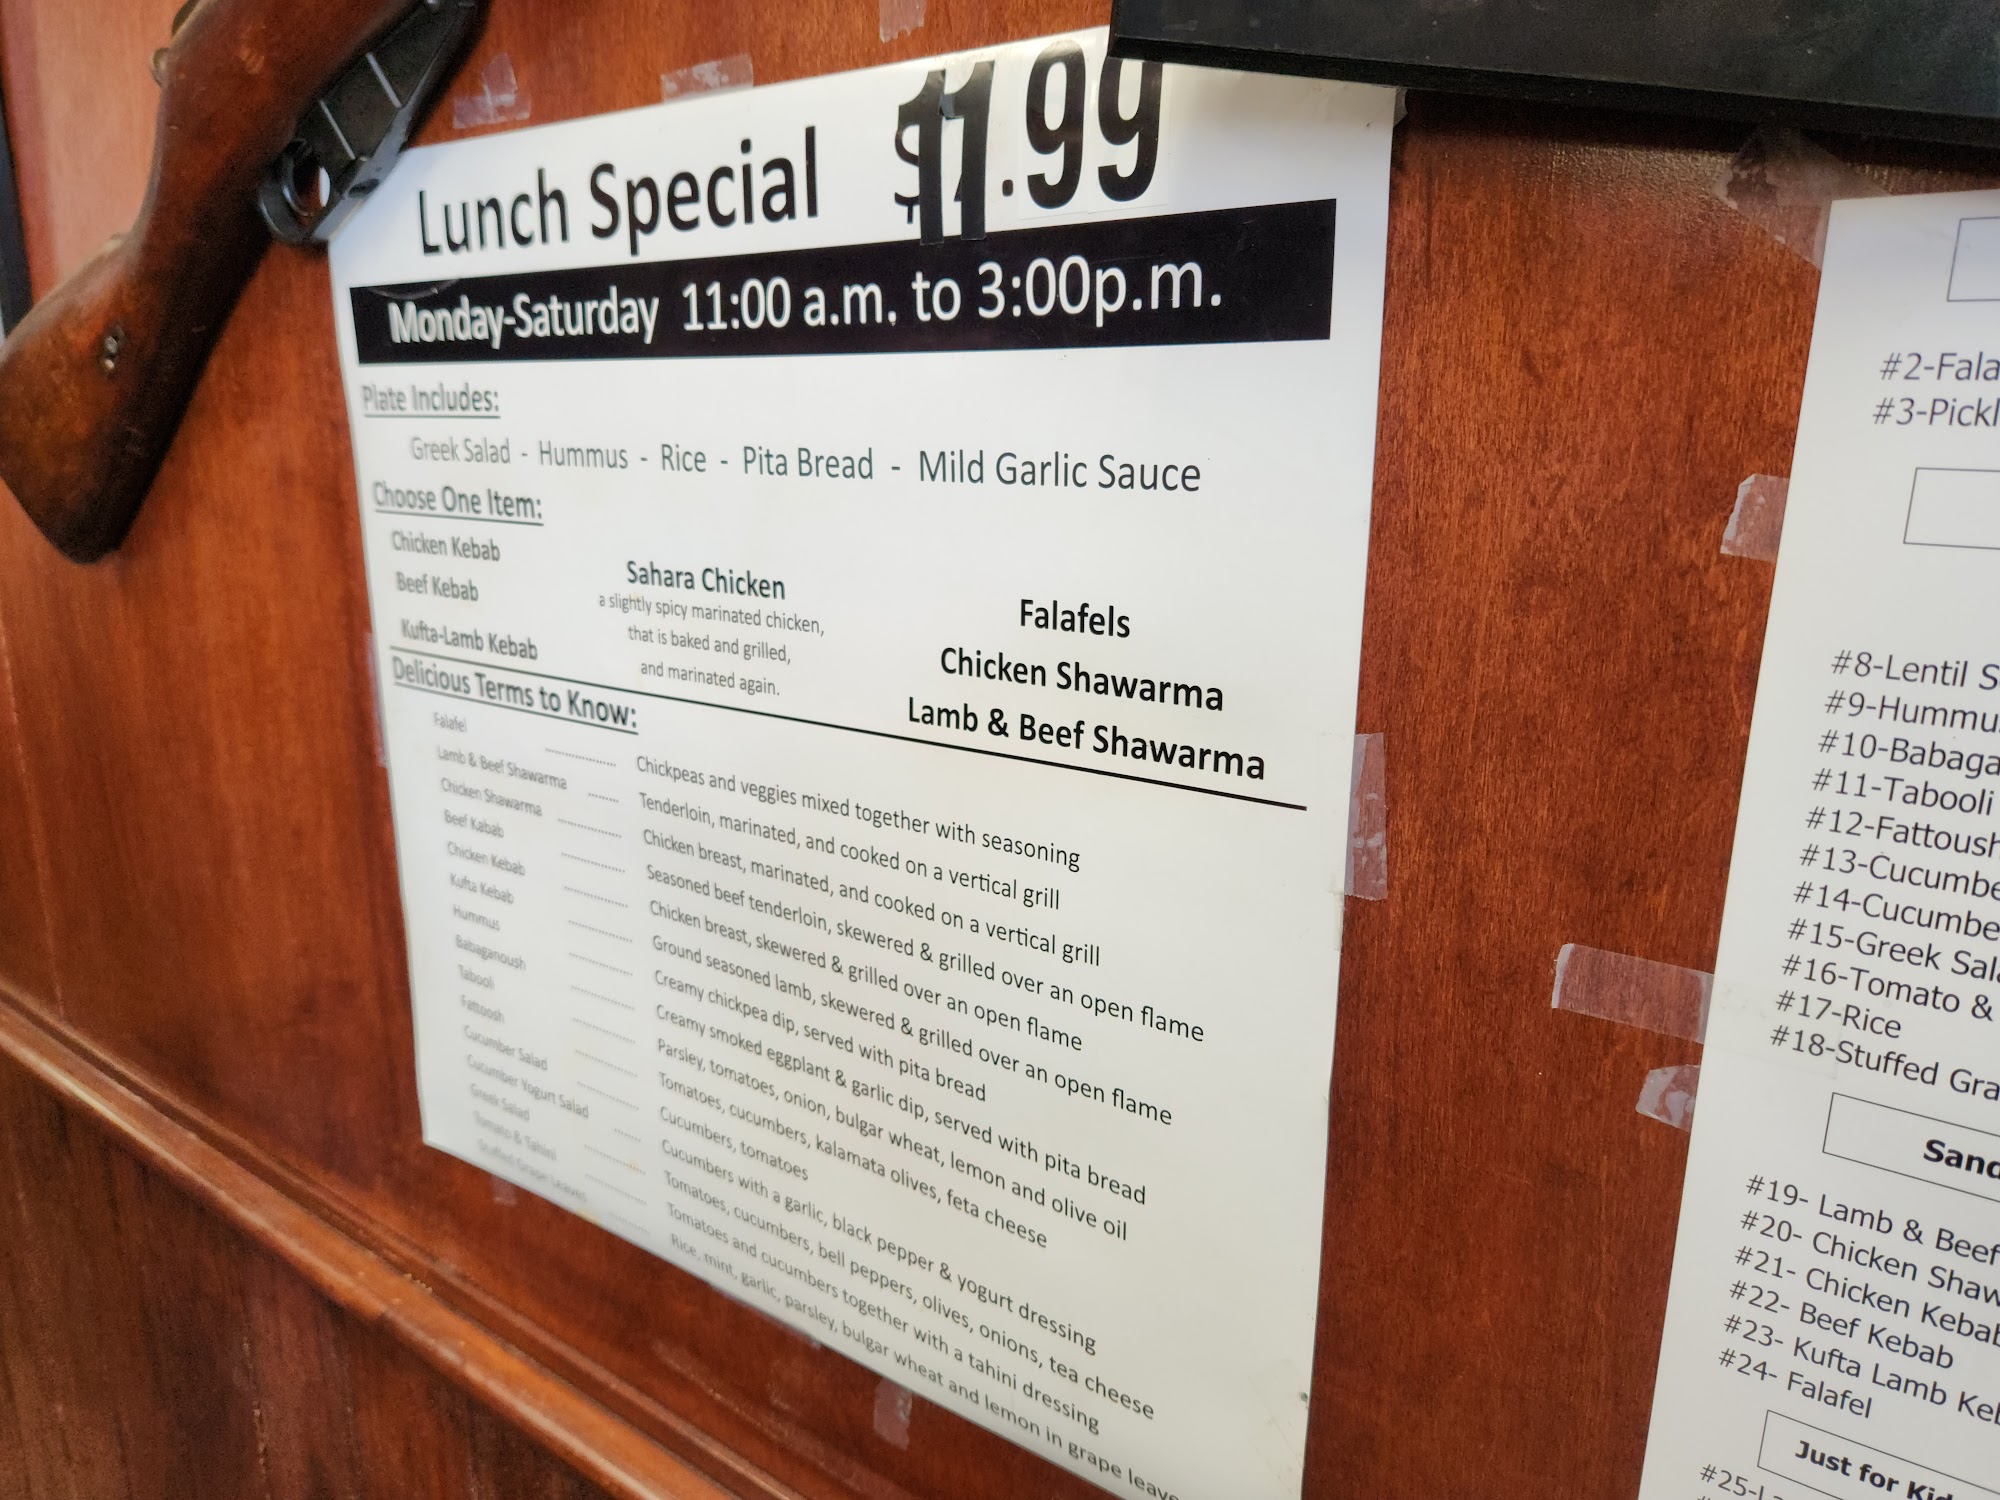 Lunch Special $11.99
Monday-Saturday 11:00 a.m. to 3:00p.m.
Plate Includes:
Greek Salad - Hummus - Rice - Pita Bread - Mild Garlic Sauce
Choose One Item:
Chicken Kebab
Beef Kebab
Kufta-Lamb Kebab
Sahara Chicken
a slightly spicy marinated chicken,
that is baked and grilled,
and marinated again.
Falafels
Chicken Shawarma
Lamb & Beef Shawarma
Delicious Terms to Know:
Falafel ................ Chickpeas and veggies mixed together with seasoning
Lamb & Beef Shawarma ........ Tenderloin, marinated, and cooked on a vertical grill
Chicken Shawarma ................ Chicken breast, marinated, and cooked on a vertical grill
Beef Kabab ................ Seasoned beef tenderloin, skewered & grilled over an open flame
Chicken Kebab ................ Chicken breast, skewered & grilled over an open flame
Kufta Kebab ................ Ground seasoned lamb, skewered & grilled over an open flame
Hummus ................ Creamy chickpea dip, served with pita bread
Babaganoush ................ Creamy smoked eggplant & garlic dip, served with pita bread
Tabooli ................ Parsley, tomatoes, onion, bulgar wheat, lemon and olive oil
Fattoosh ................ Tomatoes, cucumbers, kalamata olives, feta cheese
Cucumber Salad ................ Cucumbers, tomatoes
Cucumber Yogurt Salad ....... Cucumbers with a garlic, black pepper & yogurt dressing
Greek Salad ................ Tomatoes, cucumbers, bell peppers, olives, onions, tea cheese
Tomato & Tahini ................ Tomatoes and cucumbers together with a tahini dressing
Stuffed Grape Leaves .......... Rice, mint, garlic, parsley, bulgar wheat and lemon in grape leave
#2-Fala
#3-Pickl
#8-Lentil S
#9-Hummu
#10-Babaga
#11-Tabooli
#12-Fattoush
#13-Cucumbe
#14-Cucumbe
#15-Greek Sala
#16-Tomato &
#17-Rice
#18-Stuffed Gra
Sand
#19- Lamb & Beef
#20- Chicken Shaw
#21- Chicken Kebab
#22- Beef Kebab
#23- Kufta Lamb Keb
#24- Falafel
Just for Kid
#25-L